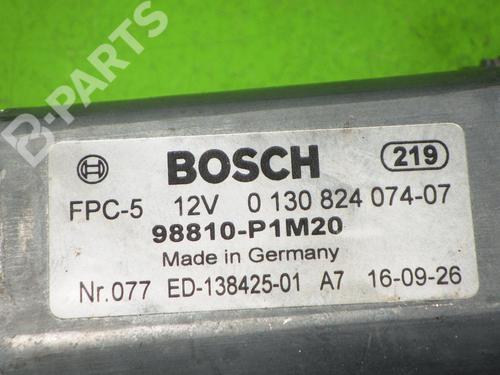 B-PARTS
BOSCH 219
FPC-5 12V 0 130 824 074-07
98810-P1M20
Made in Germany
Nr.077 ED-138425-01 A7 16-09-26
B-PARTS